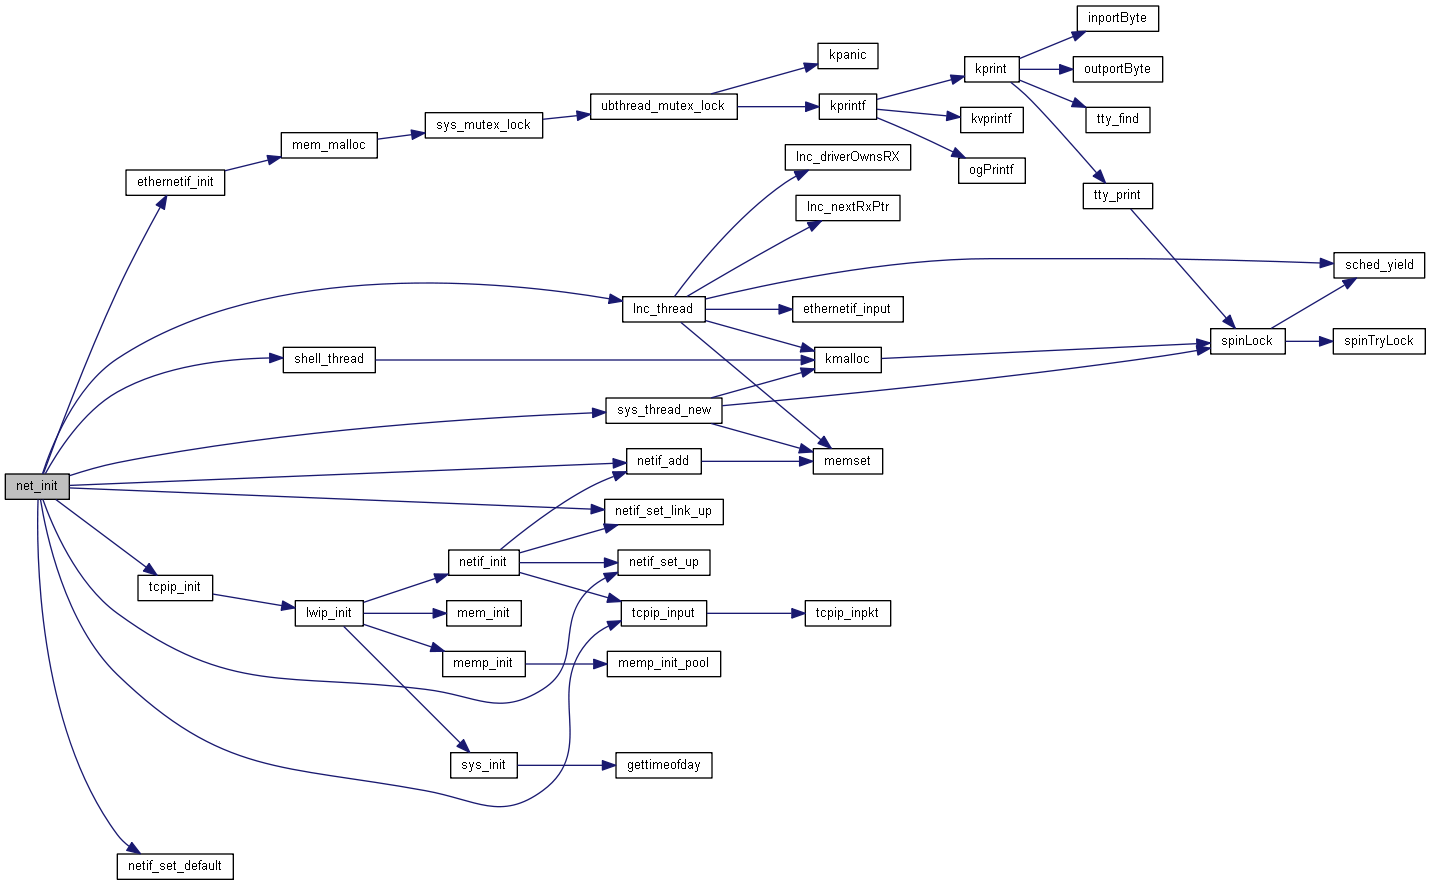 inportByte
kpanic
kprint
outportByte
ubthread_mutex_lock
kprintf
kvprintf
tty_find
sys_mutex_lock
mem_malloc
lnc_driverOwnsRX
ogPrintf
ethernetif_init
tty_print
lnc_nextRxPtr
sched_yield
lnc_thread
ethernetif_input
spinLock
spinTryLock
shell_thread
kmalloc
sys_thread_new
netif_add
memset
net_init
netif_set_link_up
netif_init
netif_set_up
tcpip_init
lwip_init
mem_init
tcpip_input
tcpip_inpkt
memp_init
memp_init_pool
sys_init
gettimeofday
netif_set_default